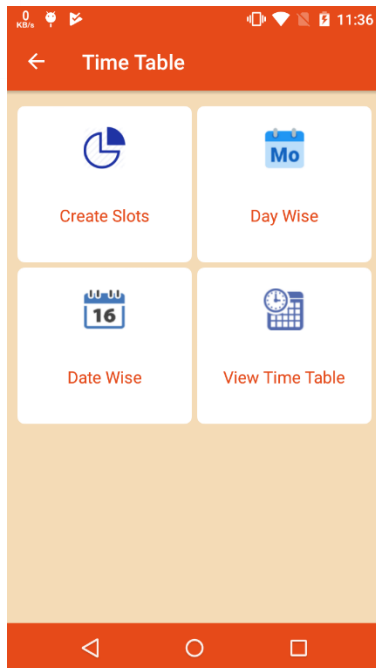 0
KB/s
11:36
Time Table
Create Slots
Mo
Day Wise
16
Date Wise
View Time Table